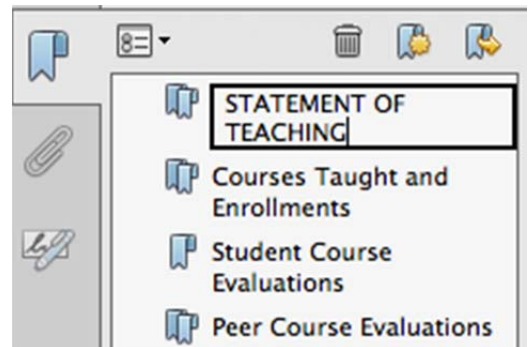 STATEMENT OF
TEACHING
Courses Taught and
Enrollments
Student Course
Evaluations
Peer Course Evaluations